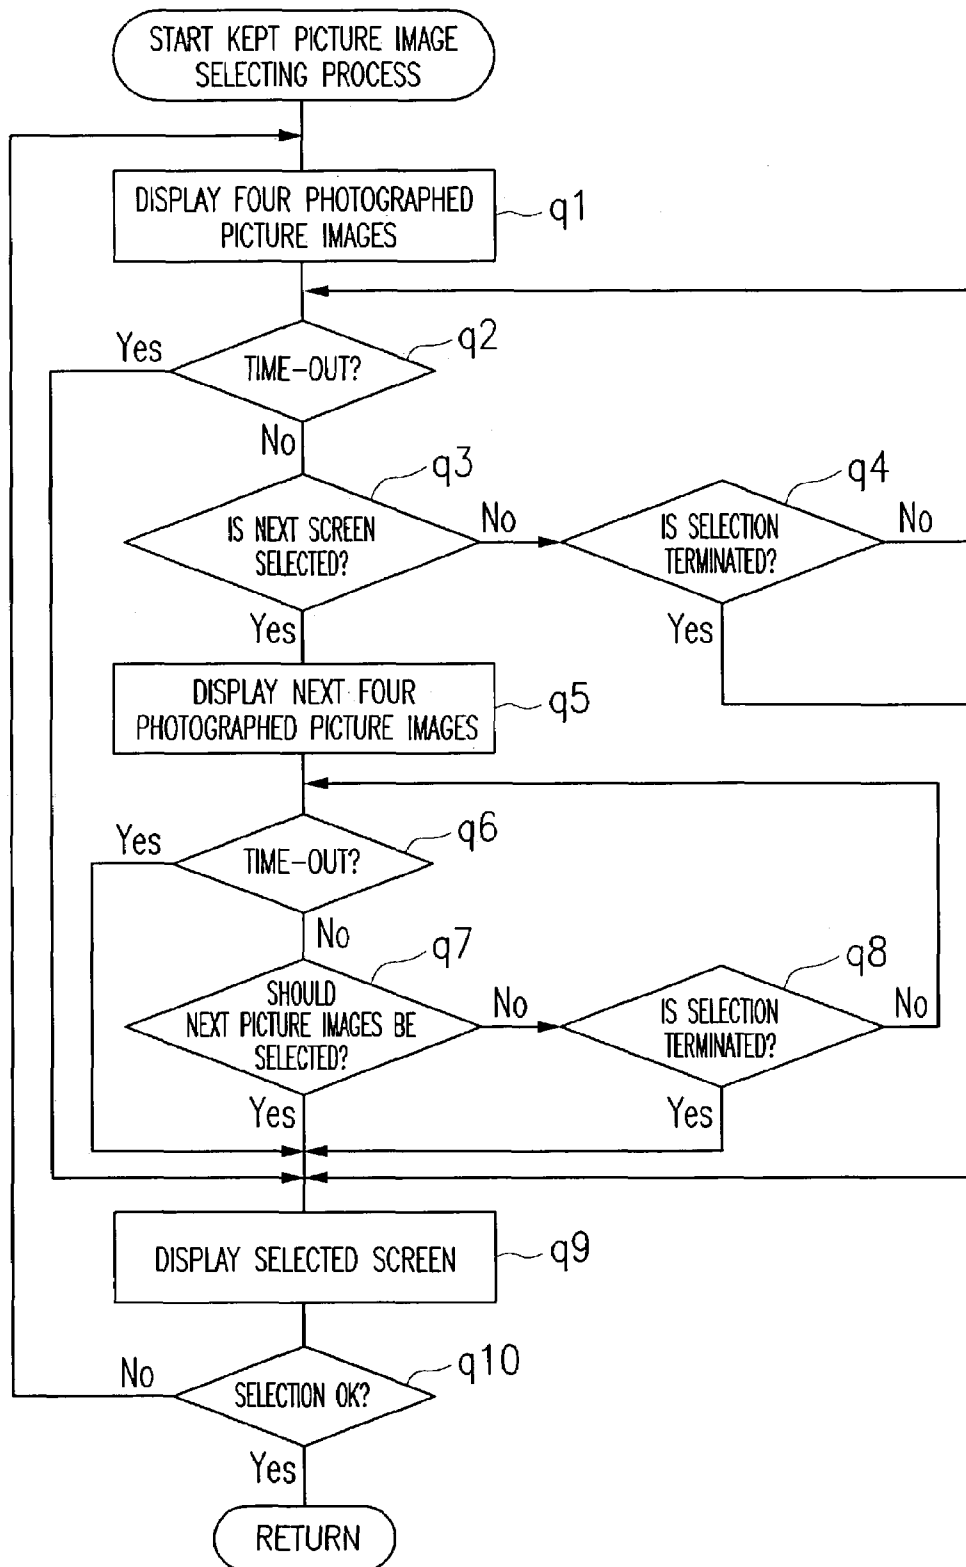 START KEPT PICTURE IMAGE
SELECTING PROCESS
DISPLAY FOUR PHOTOGRAPHED
PICTURE IMAGES
q1
Yes
TIME-OUT?
q2
No
q3
IS NEXT SCREEN
SELECTED?
No
q4
IS SELECTION
TERMINATED?
No
Yes
Yes
DISPLAY NEXT FOUR
PHOTOGRAPHED PICTURE IMAGES
q5
Yes
TIME-OUT?
q6
No
q7
SHOULD
NEXT PICTURE IMAGES BE
SELECTED?
No
q8
IS SELECTION
TERMINATED?
No
Yes
Yes
DISPLAY SELECTED SCREEN
q9
No
SELECTION OK?
q10
Yes
RETURN